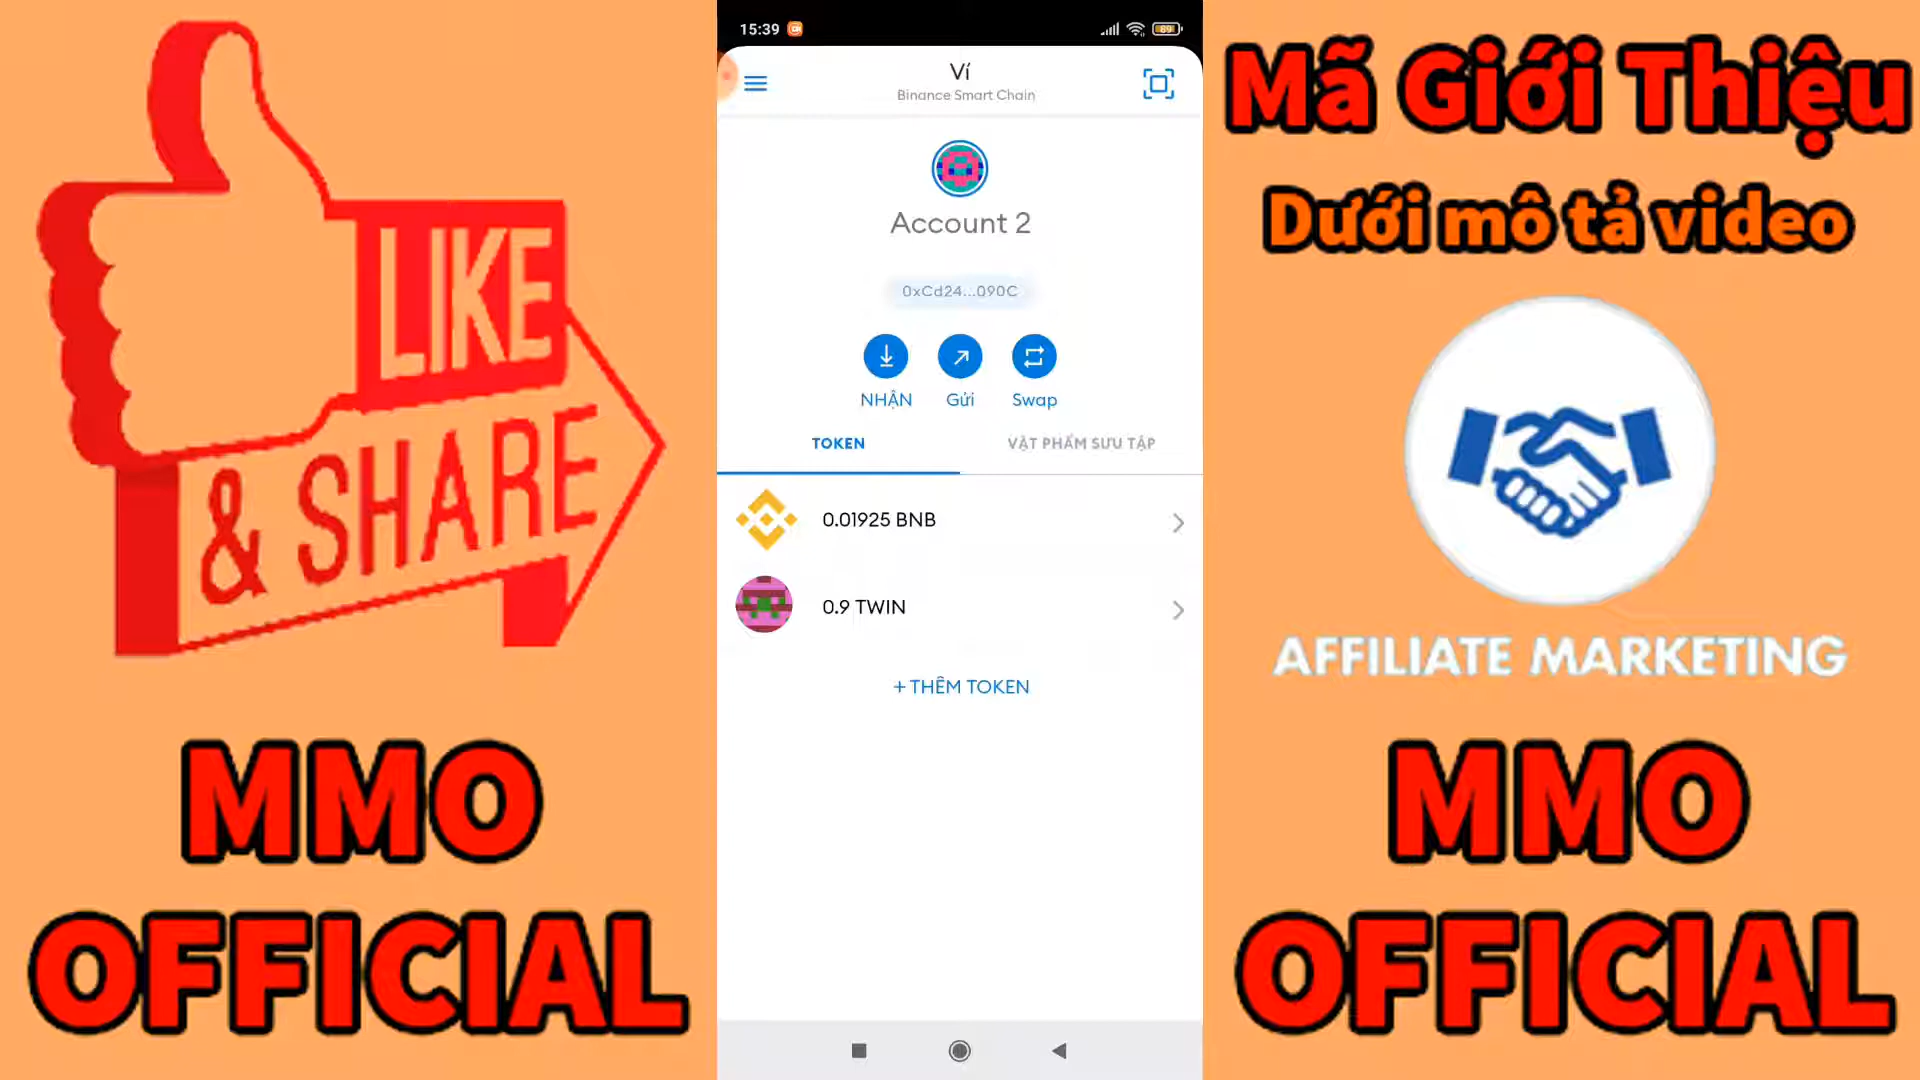 LIKE
& SHARE
MMO
OFFICIAL
15:39
89
Ví
Binance Smart Chain
Account 2
0xCd24...090C
NHẬN
Gửi
Swap
TOKEN
VẬT PHẨM SƯU TẬP
0.01925 BNB
0.9 TWIN
+ THÊM TOKEN
Mã Giới Thiệu
Dưới mô tả video
AFFILIATE MARKETING
MMO
OFFICIAL